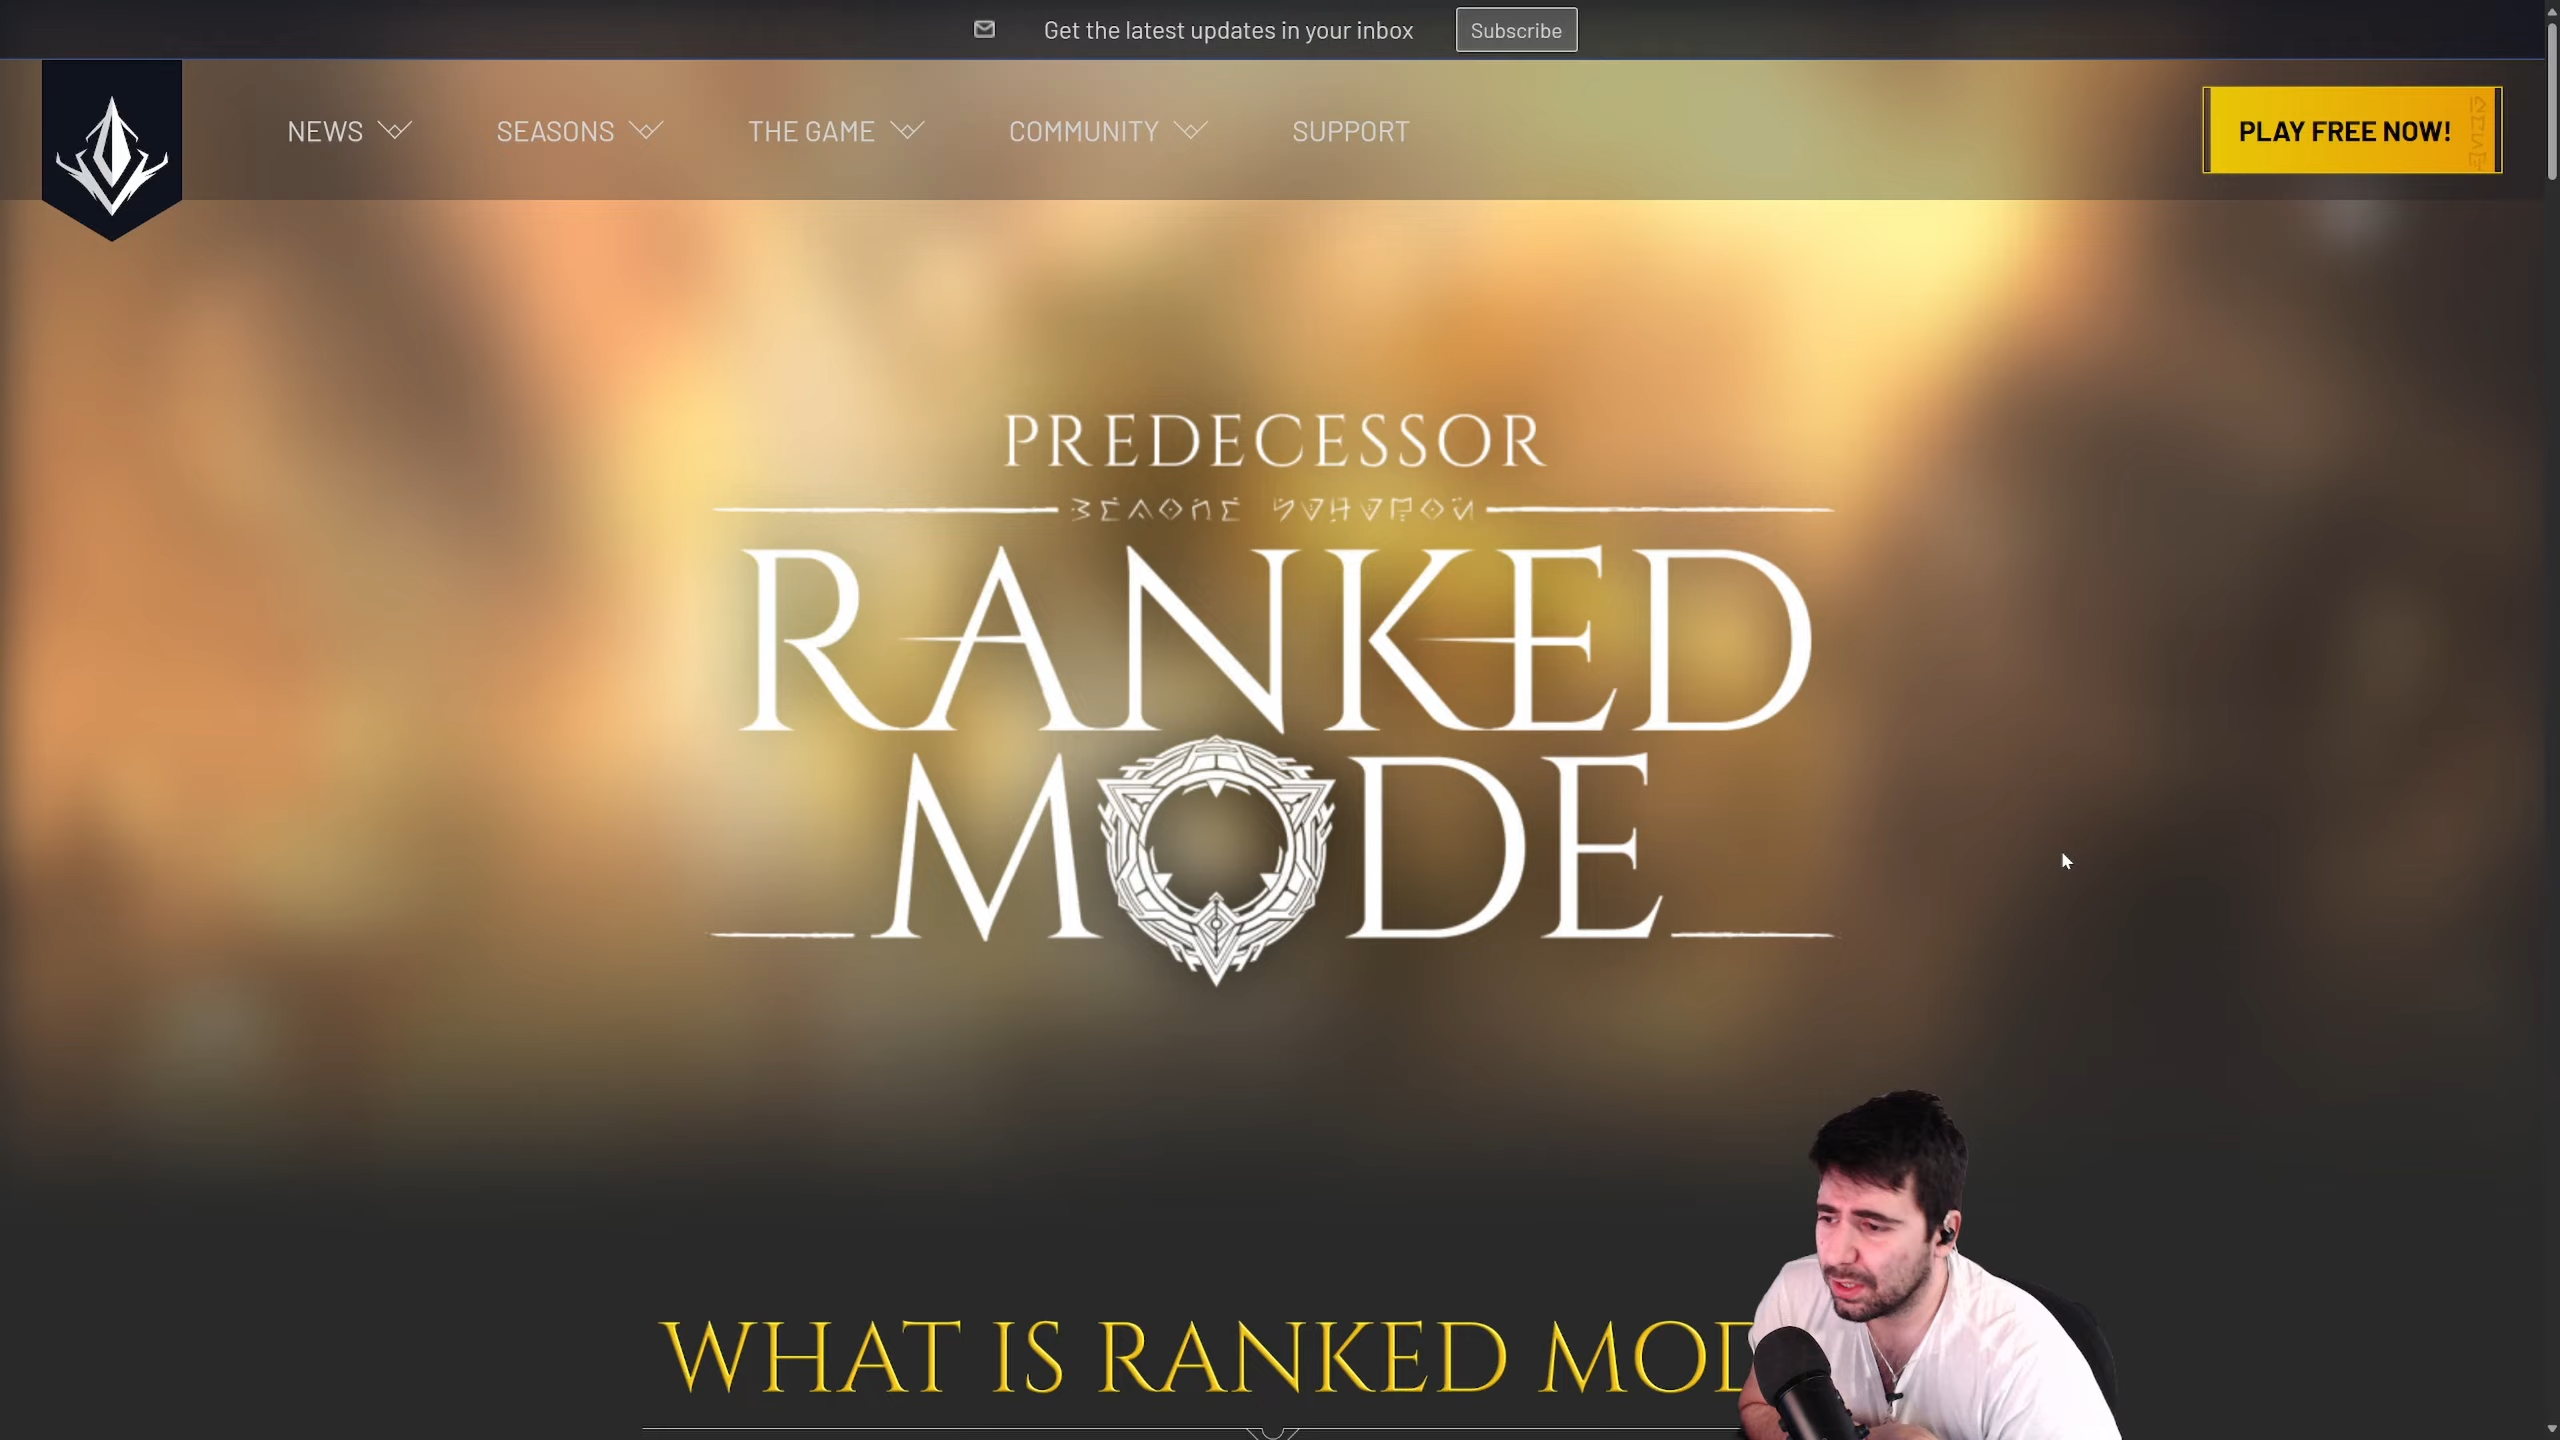 Get the latest updates in your inbox Subscribe
NEWS SEASONS THE GAME COMMUNITY SUPPORT PLAY FREE NOW!
PREDECESSOR
RANKED
MODE
WHAT IS RANKED MOD